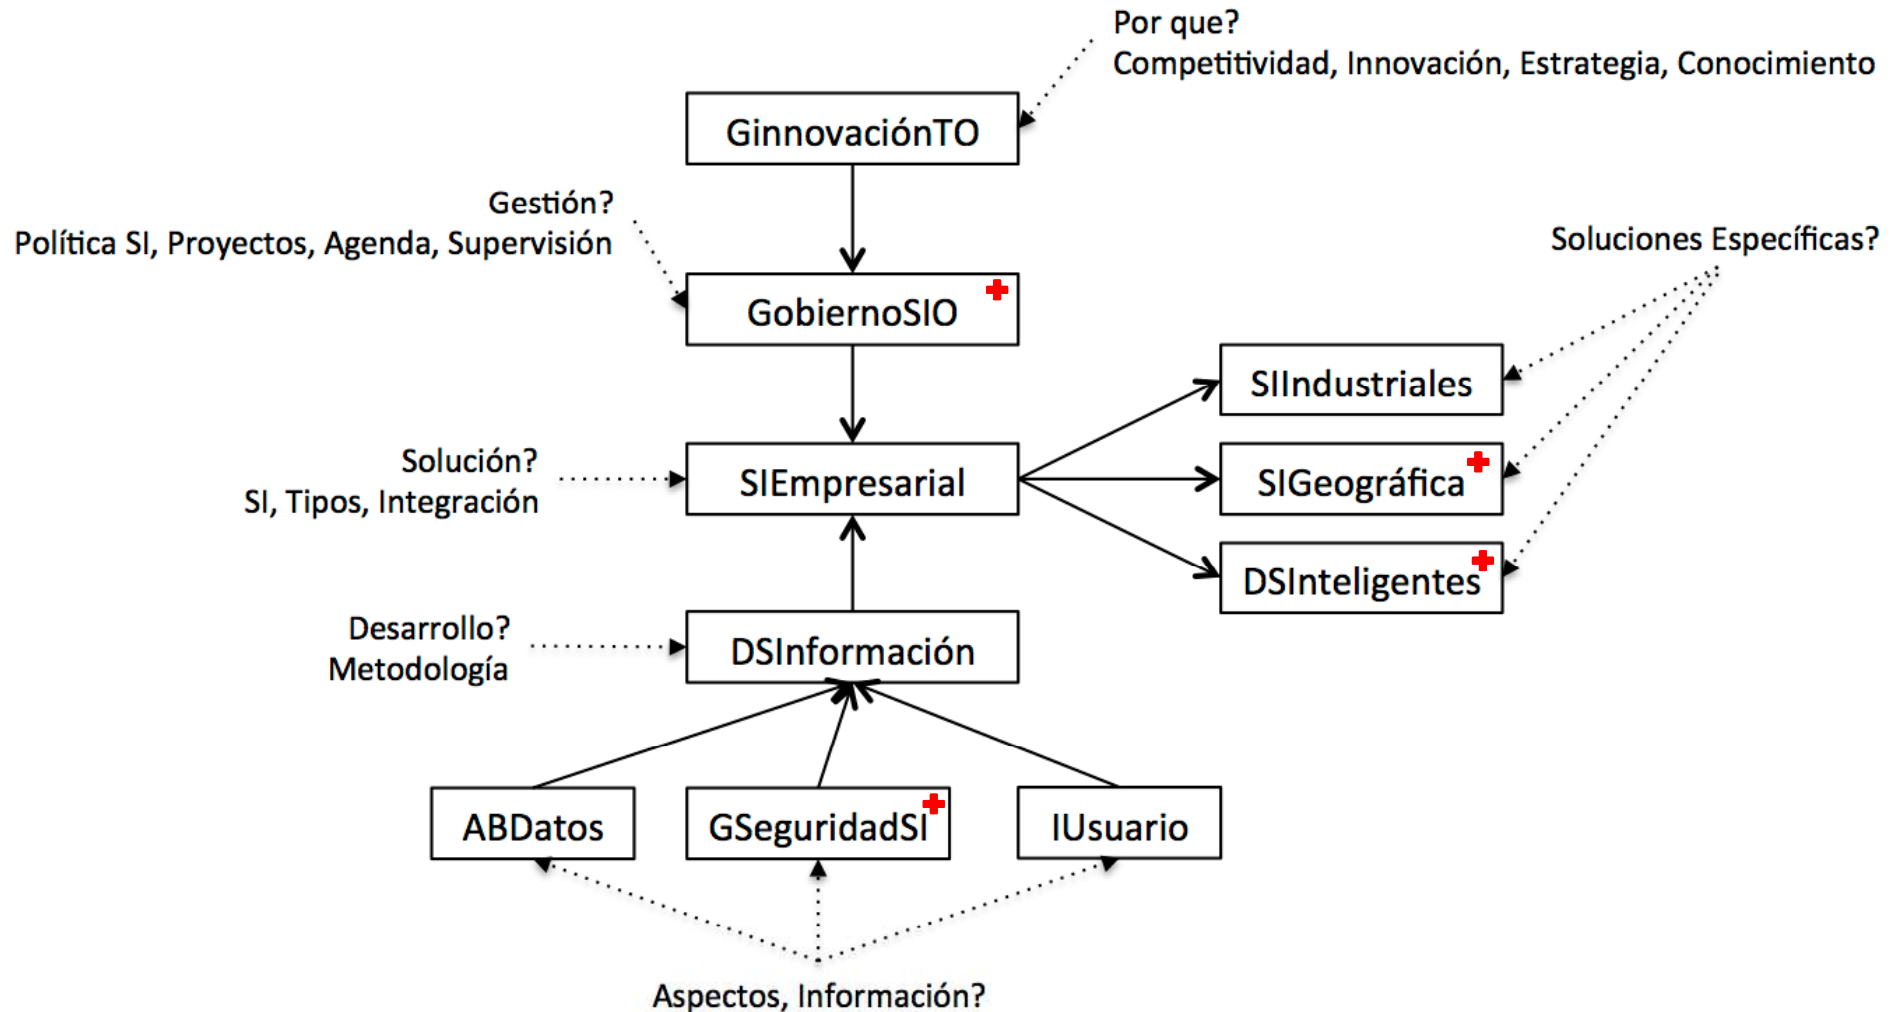 Por que?
Competitividad, Innovación, Estrategia, Conocimiento
GinnovaciónTO
Gestión?
Política SI, Proyectos, Agenda, Supervisión
Soluciones Específicas?
GobiernoSIO
SIIndustriales
Solución?
SI, Tipos, Integración
SIEmpresarial
SIGeográfica
DSInteligentes
Desarrollo?
Metodología
DSInformación
ABDatos
GSeguridadSI
IUsuario
Aspectos, Información?